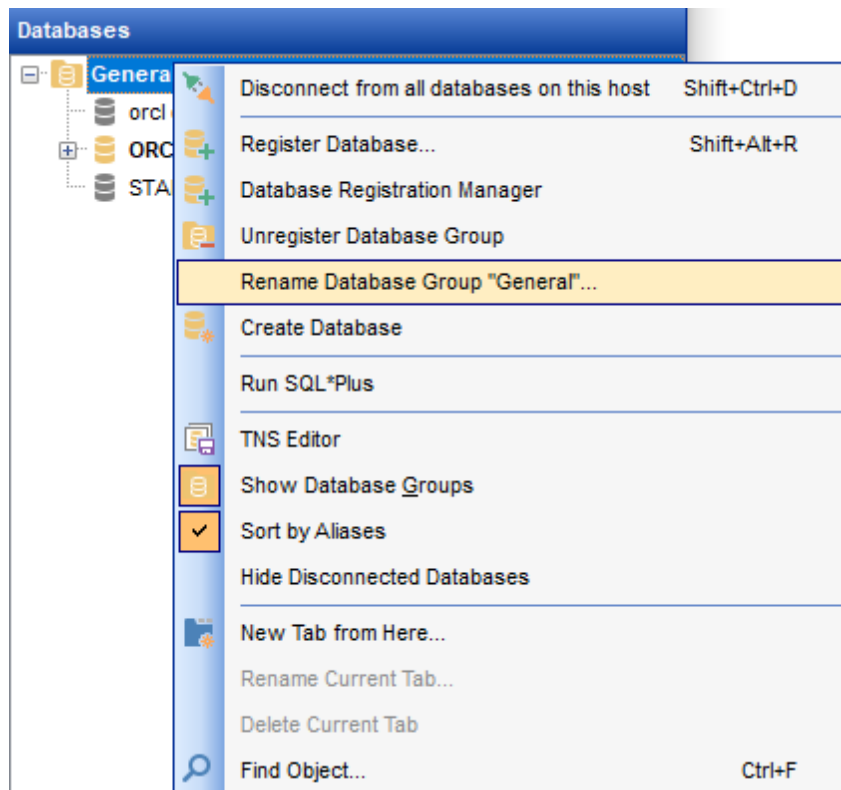 Databases
Genera
Disconnect from all databases on this host Shift+Ctrl+D
orcl
Register Database... Shift+Alt+R
ORC
Database Registration Manager
STA
Unregister Database Group
Rename Database Group "General"...
Create Database
Run SQL*Plus
TNS Editor
Show Database Groups
Sort by Aliases
Hide Disconnected Databases
New Tab from Here...
Rename Current Tab...
Delete Current Tab
Find Object... Ctrl+F